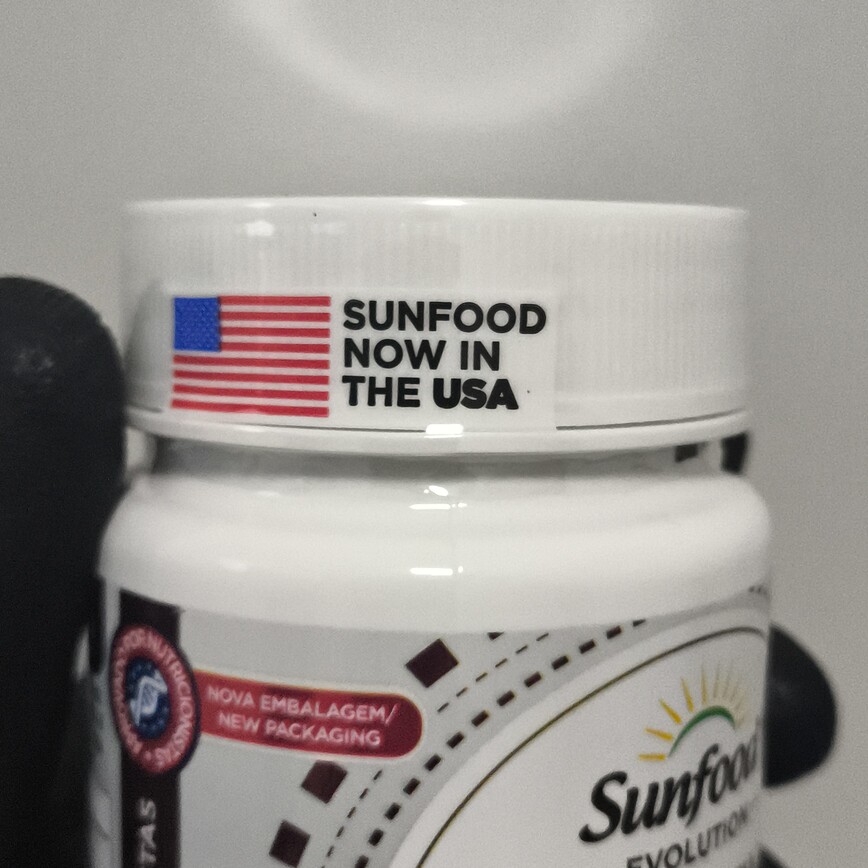 SUNFOOD
NOW IN
THE USA
NOVA EMBALAGEM/
NEW PACKAGING
Sunfood
EVOLUTION